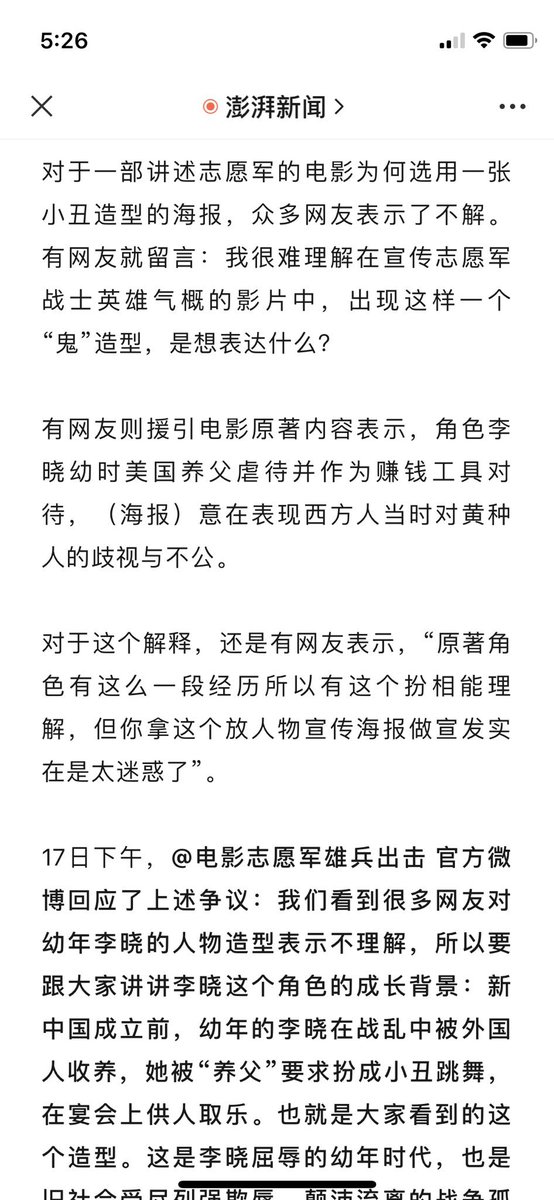 5:26
澎湃新闻
对于一部讲述志愿军的电影为何选用一张
小丑造型的海报，众多网友表示了不解。
有网友就留言：我很难理解在宣传志愿军
战士英雄气概的影片中，出现这样一个
“鬼”造型，是想表达什么？
有网友则援引电影原著内容表示，角色李
晓幼时美国养父虐待并作为赚钱工具对
待，（海报）意在表现西方人当时对黄种
人的歧视与不公。
对于这个解释，还是有网友表示，“原著角
色有这么一段经历所以有这个扮相能理
解，但你拿这个放人物宣传海报做宣发实
在是太迷惑了”。
17日下午，@电影志愿军雄兵出击 官方微
博回应了上述争议：我们看到很多网友对
幼年李晓的人物造型表示不理解，所以要
跟大家讲讲李晓这个角色的成长背景：新
中国成立前，幼年的李晓在战乱中被外国
人收养，她被“养父”要求扮成小丑跳舞，
在宴会上供人取乐。也就是大家看到的这
个造型。这是李晓屈辱的幼年时代，也是
旧社会受尽列强欺辱、颠沛流离的战争孤